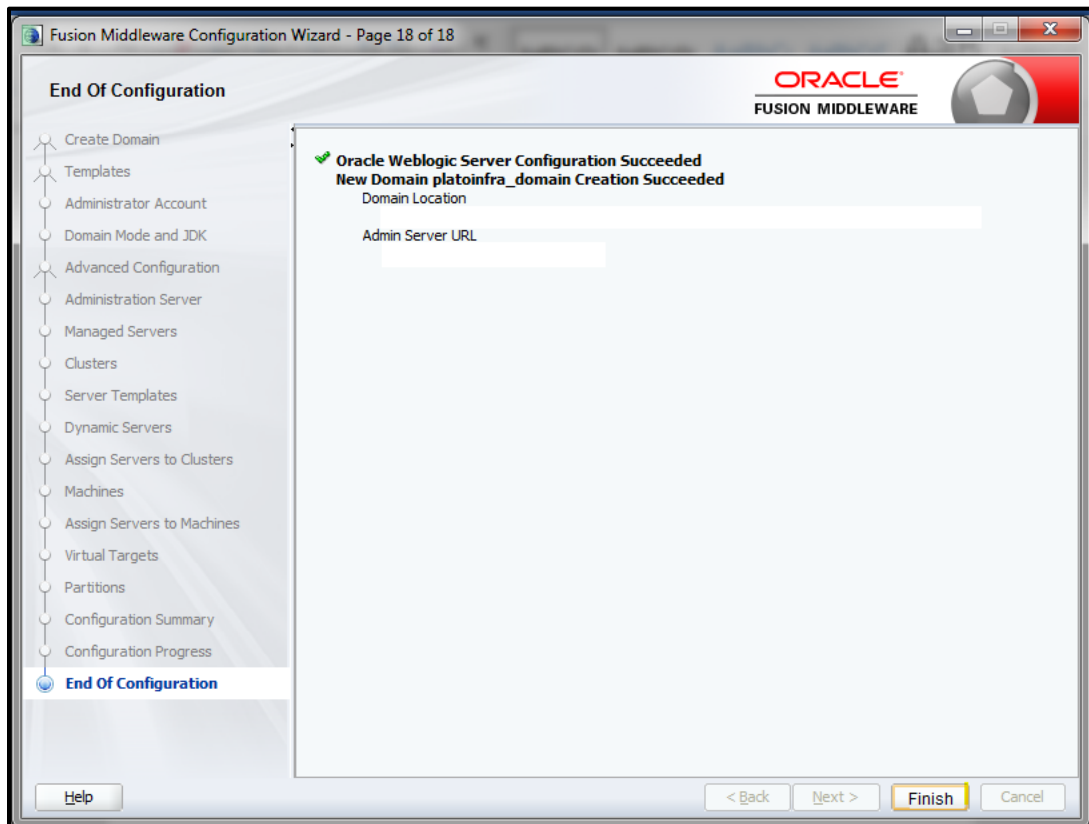 Fusion Middleware Configuration Wizard - Page 18 of 18
End Of Configuration
ORACLE
FUSION MIDDLEWARE
Create Domain
Templates
Administrator Account
Domain Mode and JDK
Advanced Configuration
Administration Server
Managed Servers
Clusters
Server Templates
Dynamic Servers
Assign Servers to Clusters
Machines
Assign Servers to Machines
Virtual Targets
Partitions
Configuration Summary
Configuration Progress
End Of Configuration
Oracle Weblogic Server Configuration Succeeded
New Domain platoinfra_domain Creation Succeeded
Domain Location
Admin Server URL
Help
< Back
Next >
Finish
Cancel